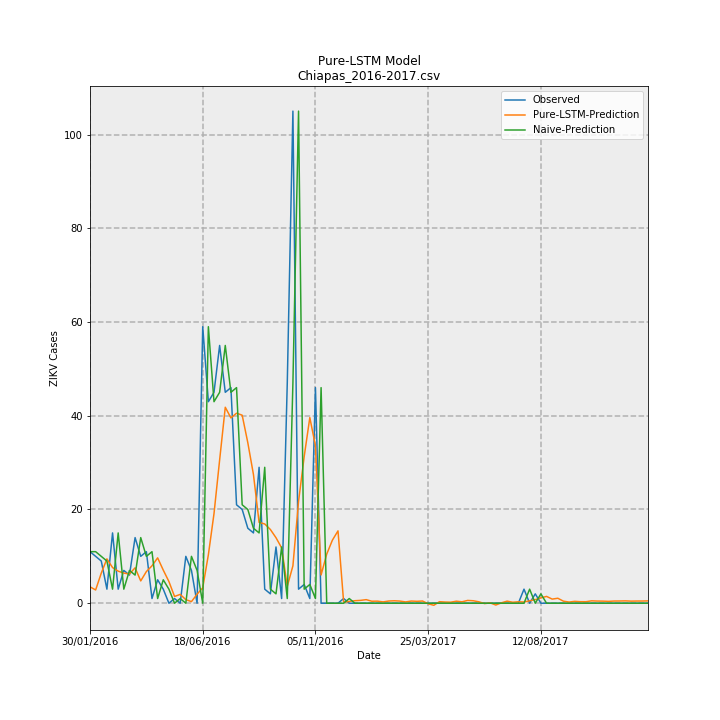 Pure-LSTM Model
Chiapas_2016-2017.csv
Observed
Pure-LSTM-Prediction
Naive-Prediction
100
80
60
40
20
0
ZIKV Cases
30/01/2016 18/06/2016 05/11/2016 25/03/2017 12/08/2017
Date